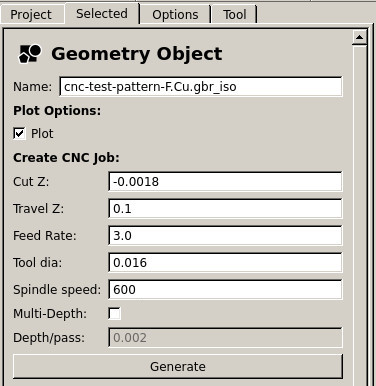 Project Selected Options Tool
Geometry Object
Name: cnc-test-pattern-F.Cu.gbr_iso
Plot Options:
Plot
Create CNC Job:
Cut Z: -0.0018
Travel Z: 0.1
Feed Rate: 3.0
Tool dia: 0.016
Spindle speed: 600
Multi-Depth:
Depth/pass: 0.002
Generate